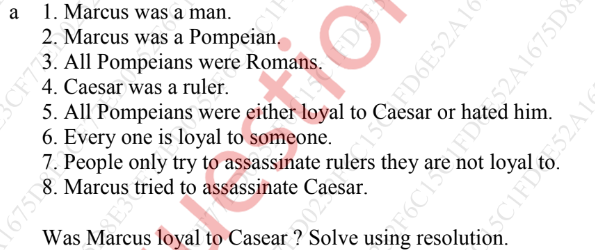 a 1. Marcus was a man.
2. Marcus was a Pompeian.
3. All Pompeians were Romans.
4. Caesar was a ruler.
5. All Pompeians were either loyal to Caesar or hated him.
6. Every one is loyal to someone.
7. People only try to assassinate rulers they are not loyal to.
8. Marcus tried to assassinate Caesar.
Was Marcus loyal to Casear ? Solve using resolution.